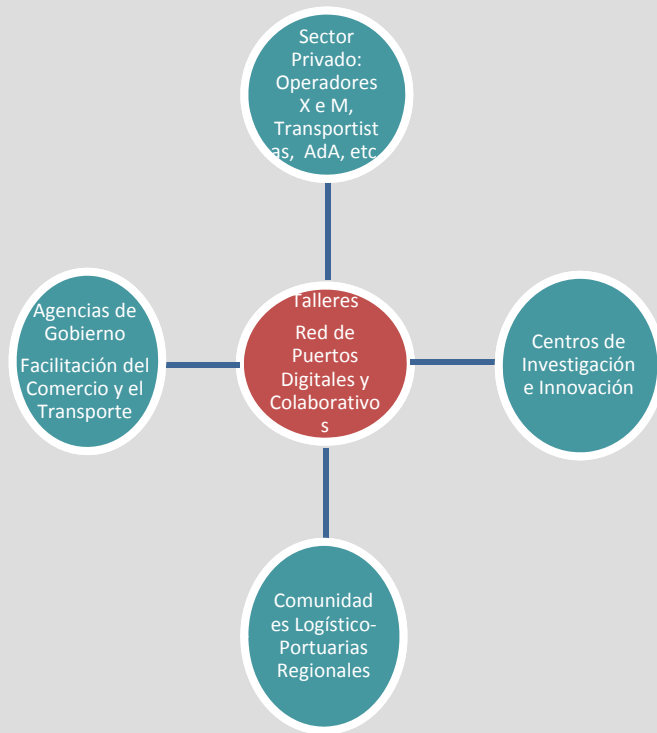 Sector
Privado:
Operadores
X e M,
Transportist
as, AdA, etc
Agencias de
Gobierno
Facilitación del
Comercio y el
Transporte
Talleres
Red de
Puertos
Digitales y
Colaborativo
s
Centros de
Investigación
e Innovación
Comunidad
es Logístico-
Portuarias
Regionales